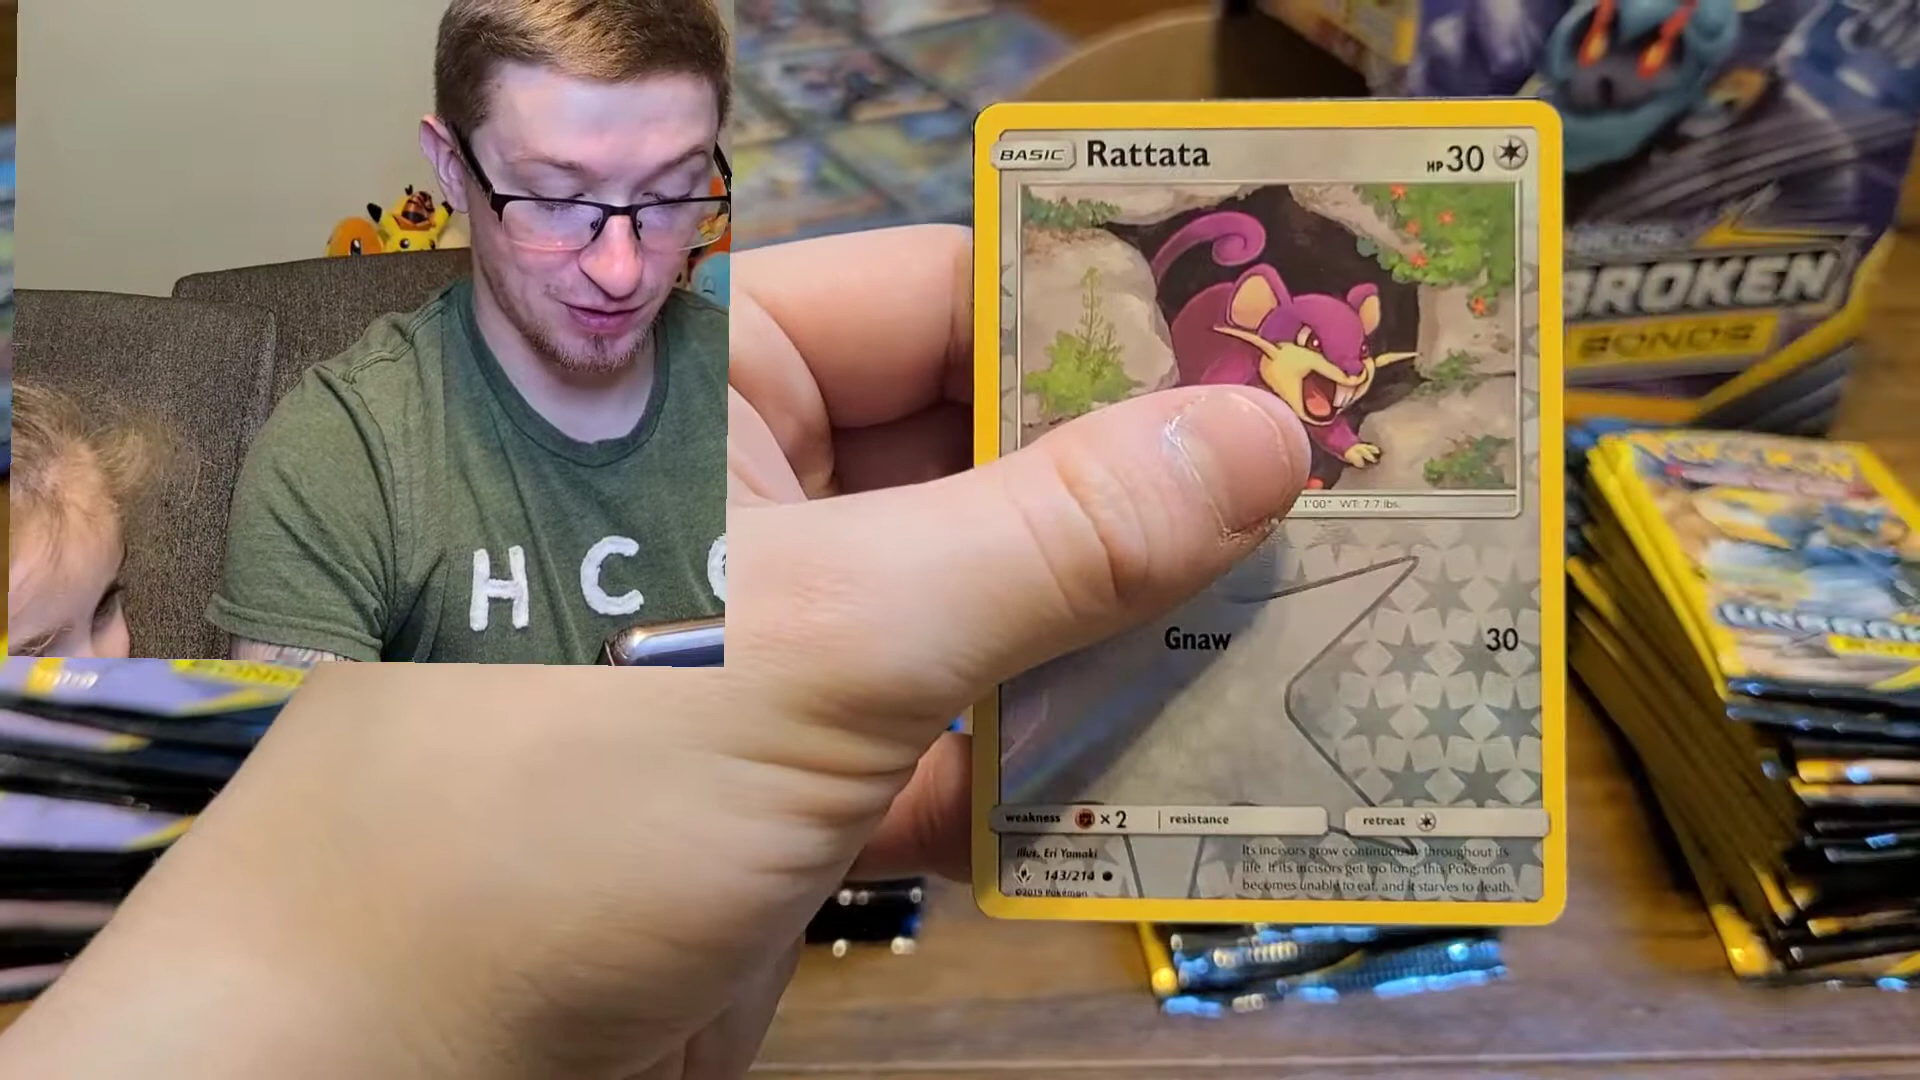 BASIC Rattata HP 30
1'00" WT: 7.7 lbs.
Gnaw 30
weakness × 2 resistance retreat
Illus. Eri Yamaki
143/214
©2019 Pokémon
Its incisors grow continuously throughout its
life. If its incisors get too long, this Pokémon
becomes unable to eat, and it starves to death.
H C
BROKEN
BONDS
POKÉMON
UNBROK